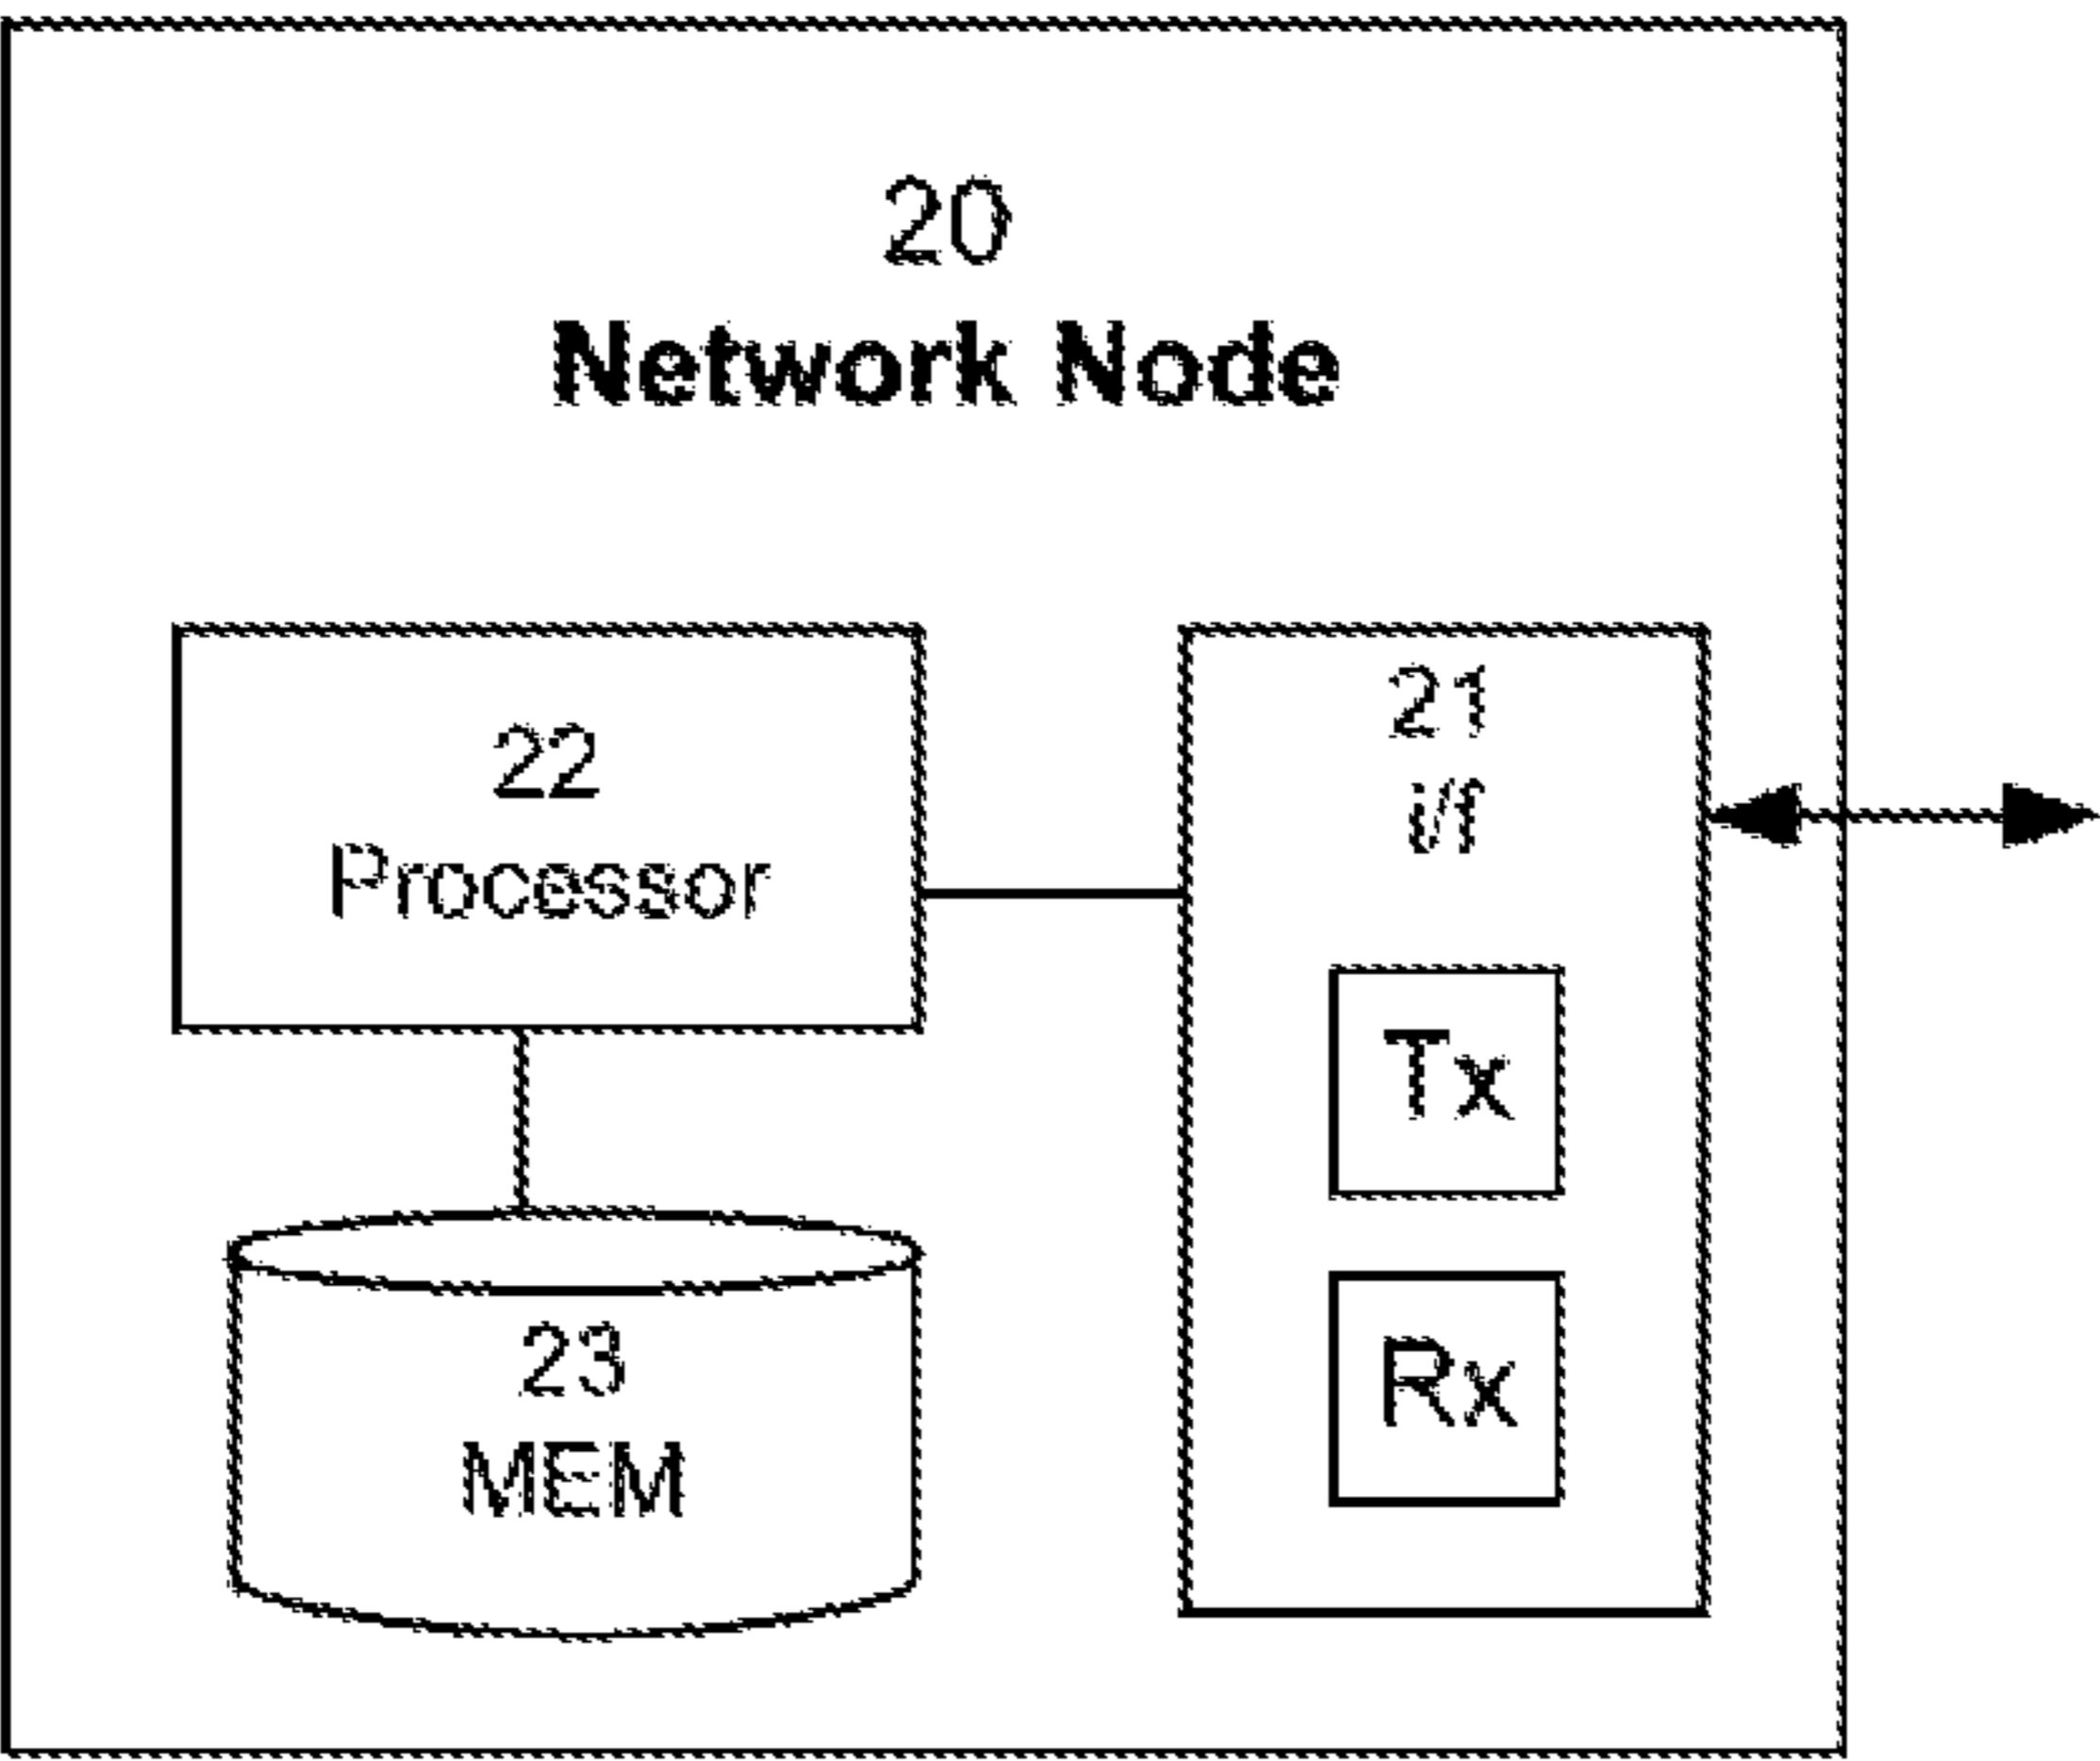 20
Network Node
22
Processor
21
i/f
Tx
Rx
23
MEM